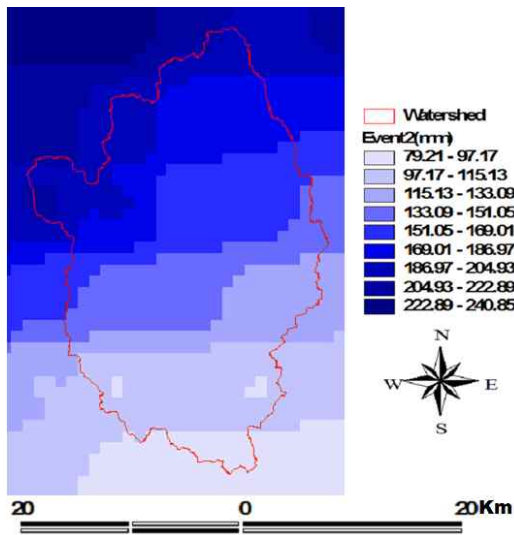 Watershed
Event2(mm)
79.21 - 97.17
97.17 - 115.13
115.13 - 133.09
133.09 - 151.05
151.05 - 169.01
169.01 - 186.97
186.97 - 204.93
204.93 - 222.89
222.89 - 240.85
N
W E
S
20 0 20Km